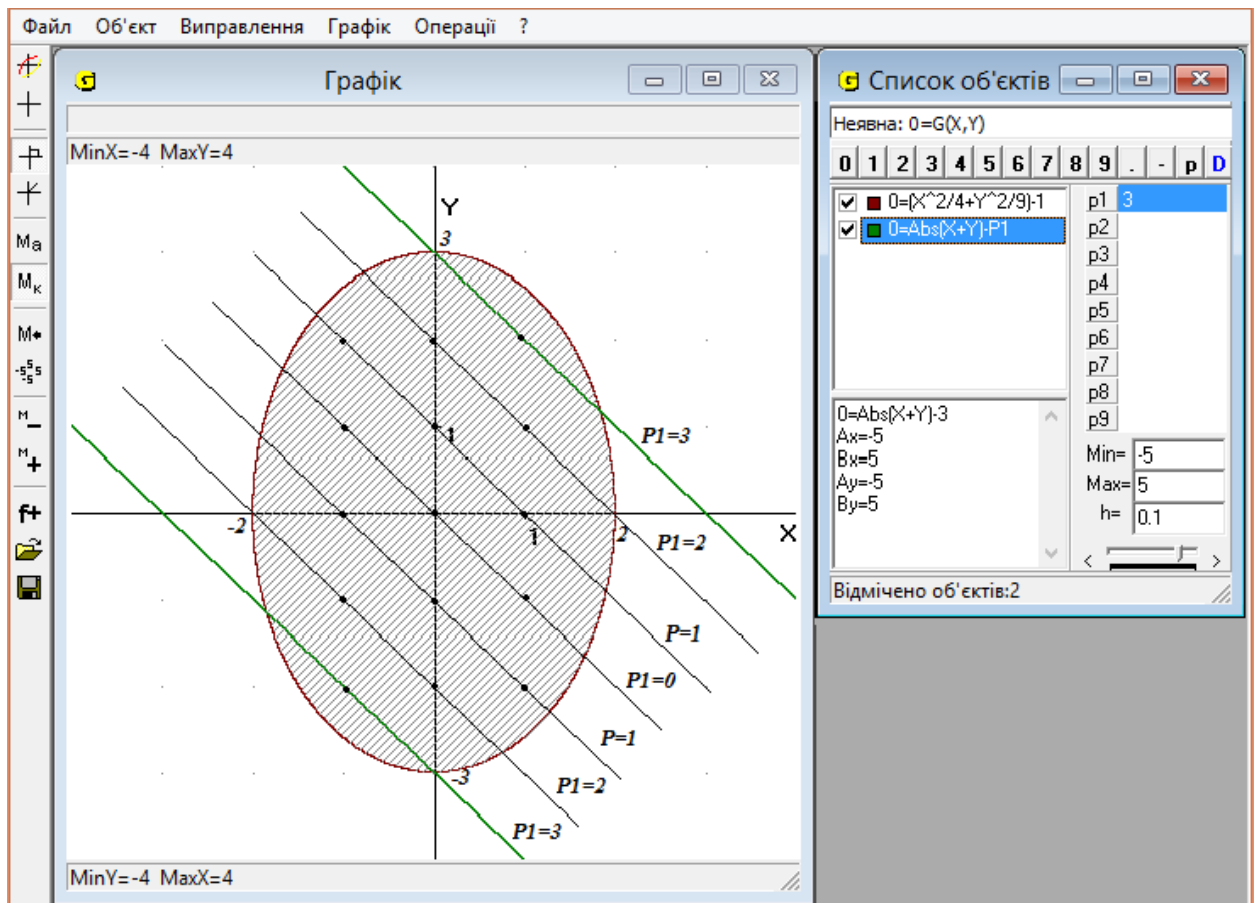 Файл Об'єкт Виправлення Графік Операції ?
Графік
MinX=-4 MaxY=4
Y
3
1
P1=3
-2
1
2
X
P1=2
P=1
P1=0
P=1
-3
P1=2
P1=3
MinY=-4 MaxX=4
Ma
Mк
M
-s s s s
M
M
f+
Список об'єктів
Неявна: 0=G(X,Y)
0 1 2 3 4 5 6 7 8 9 . - p D
0=(X^2/4+Y^2/9)-1
0=Abs(X+Y)-P1
p1 3
p2
p3
p4
p5
p6
p7
p8
p9
0=Abs(X+Y)-3
Ax=-5
Bx=5
Ay=-5
By=5
Min= -5
Max= 5
h= 0.1
< >
Відмічено об'єктів:2